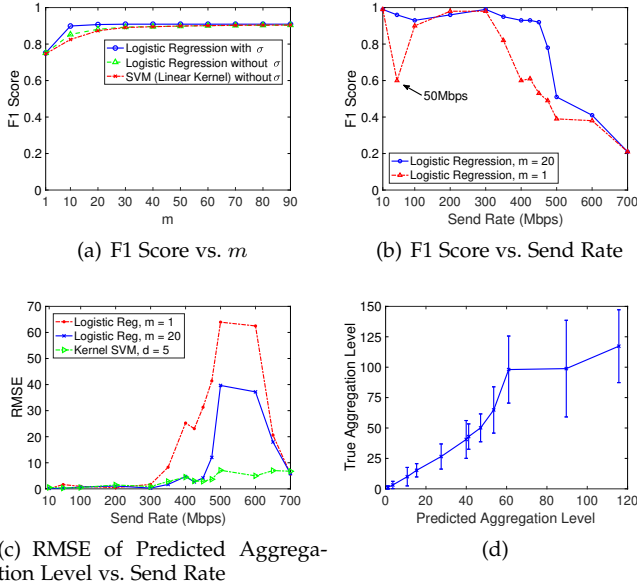 F1 Score
1
0.8
0.6
0.4
0.2
0
Logistic Regression with σ
Logistic Regression without σ
SVM (Linear Kernel) without σ
1 10 20 30 40 50 60 70 80 90
m
(a) F1 Score vs. m
F1 Score
1
0.8
0.6
0.4
0.2
0
50Mbps
Logistic Regression, m = 20
Logistic Regression, m = 1
10 100 200 300 400 500 600 700
Send Rate (Mbps)
(b) F1 Score vs. Send Rate
RMSE
70
60
50
40
30
20
10
0
Logistic Reg, m = 1
Logistic Reg, m = 20
Kernel SVM, d = 5
10 100 200 300 400 500 600 700
Send Rate (Mbps)
(c) RMSE of Predicted Aggrega-
tion Level vs. Send Rate
True Aggregation Level
150
125
100
75
50
25
0
0 20 40 60 80 100 120
Predicted Aggregation Level
(d)